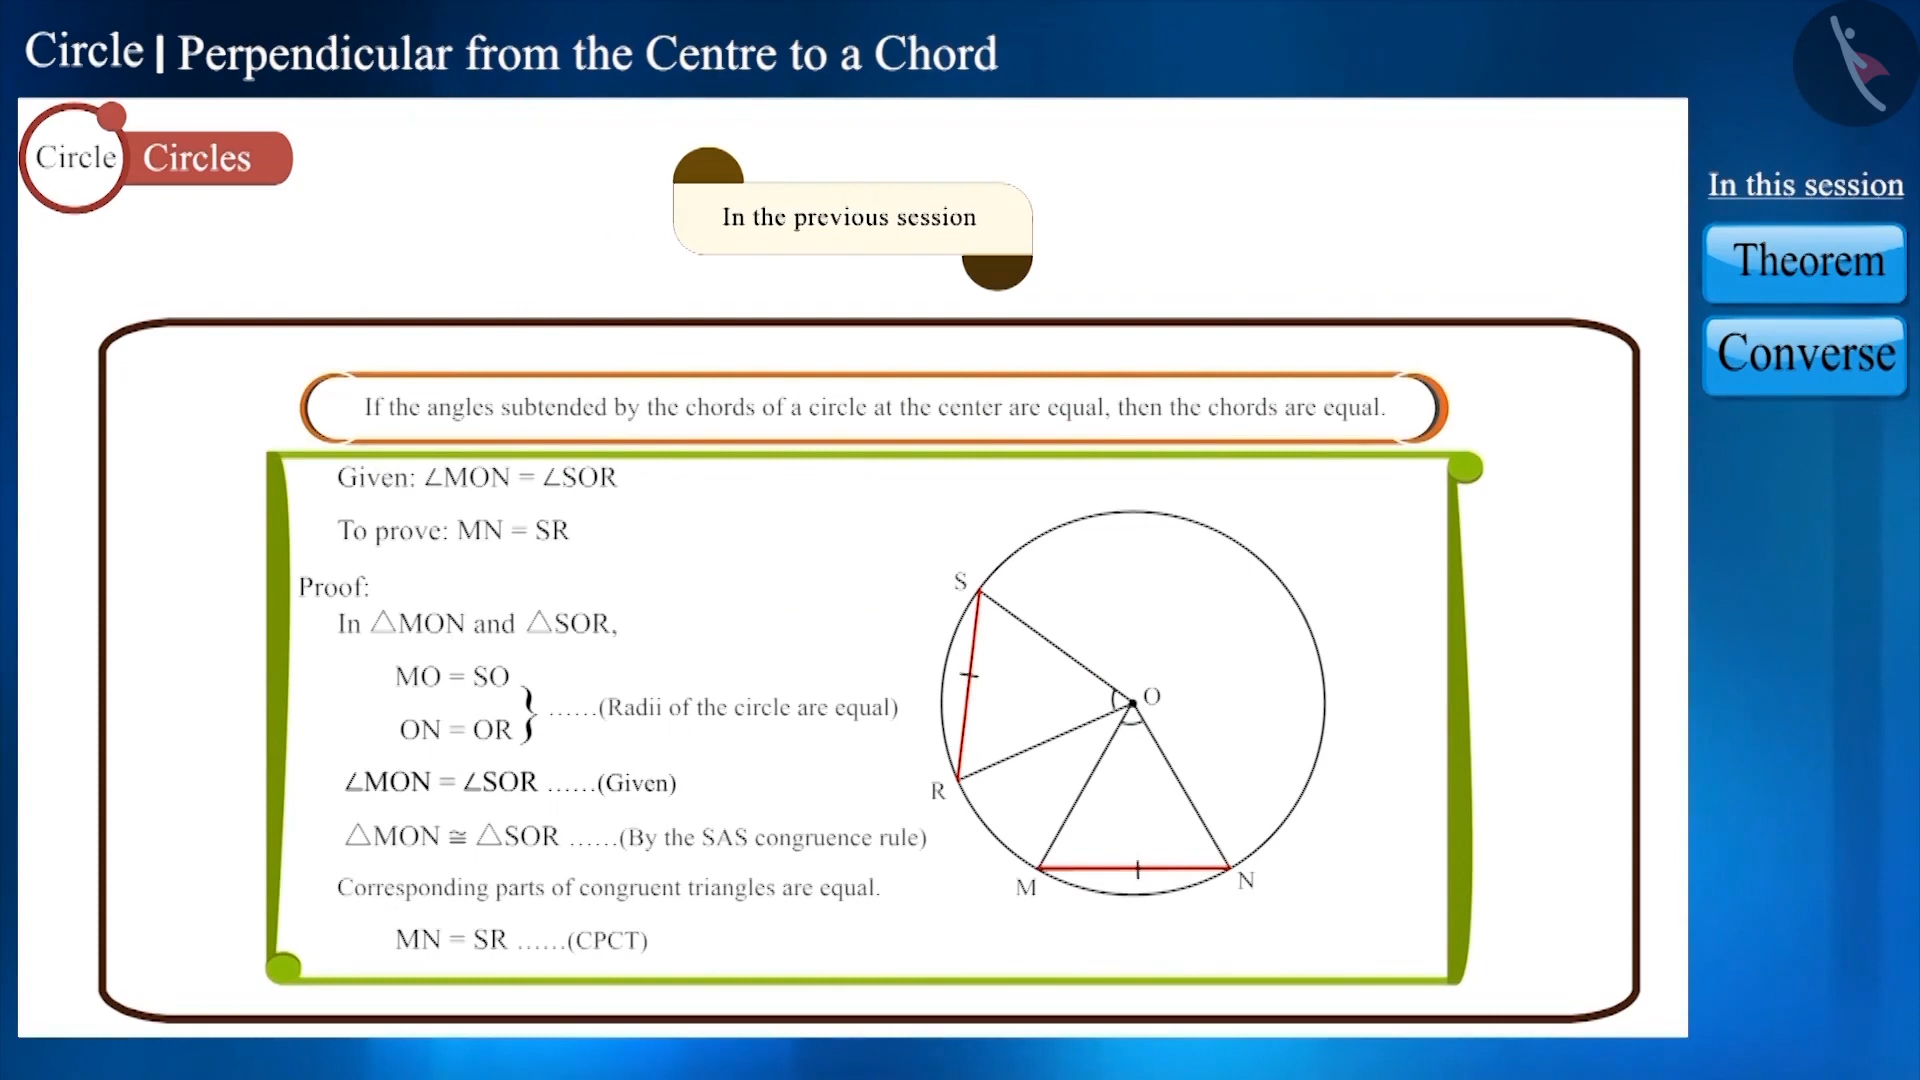 Circle | Perpendicular from the Centre to a Chord
Circle Circles
In the previous session
In this session
Theorem
Converse
If the angles subtended by the chords of a circle at the center are equal, then the chords are equal.
Given: ∠MON = ∠SOR
To prove: MN = SR
Proof:
In △MON and △SOR,
MO = SO
ON = OR } ......(Radii of the circle are equal)
∠MON = ∠SOR ......(Given)
△MON ≅ △SOR ......(By the SAS congruence rule)
Corresponding parts of congruent triangles are equal.
MN = SR ......(CPCT)
S
O
R
M
N